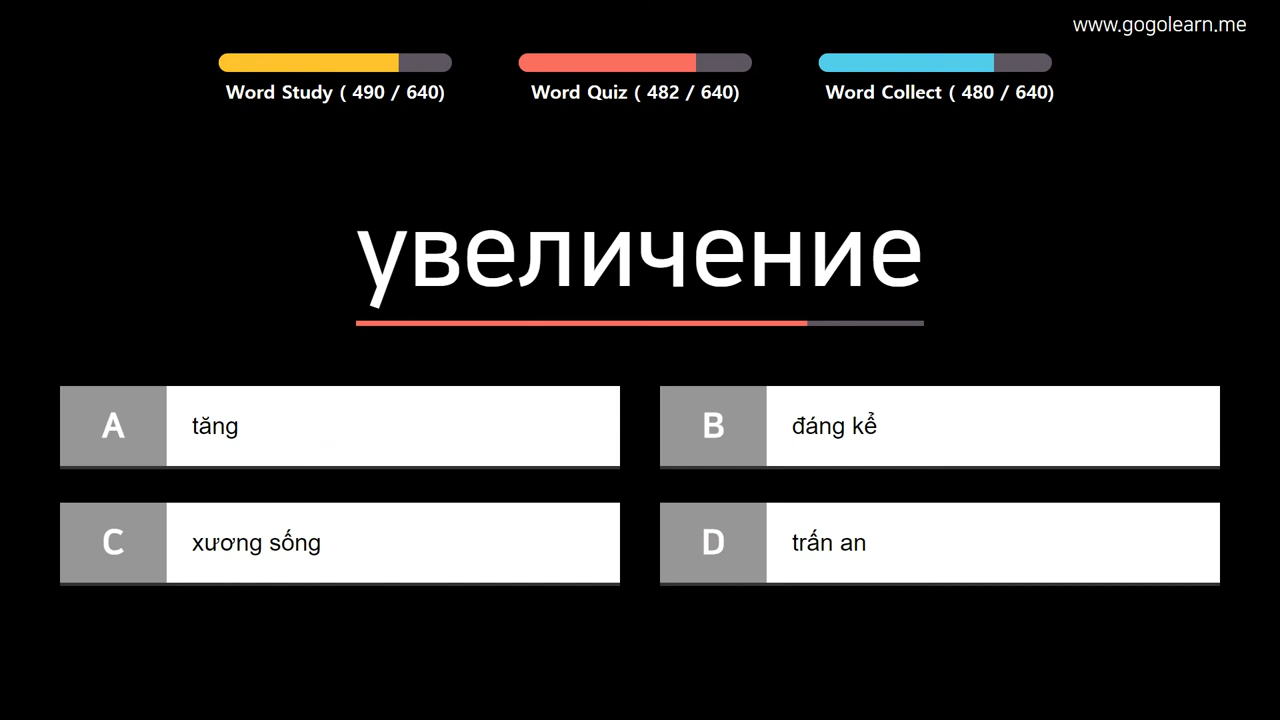 www.gogolearn.me
Word Study ( 490 / 640)
Word Quiz ( 482 / 640)
Word Collect ( 480 / 640)
увеличение
A
tăng
B
đáng kể
C
xương sống
D
trấn an